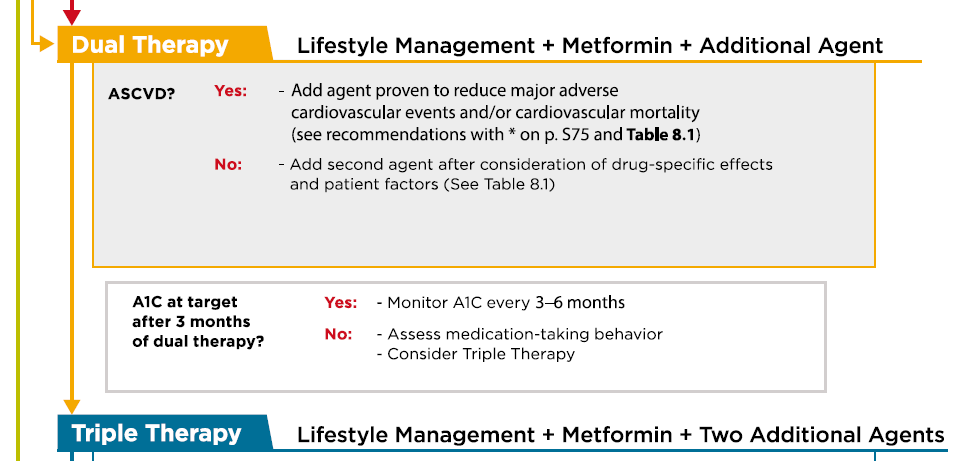 Dual Therapy Lifestyle Management + Metformin + Additional Agent
ASCVD? Yes: - Add agent proven to reduce major adverse
cardiovascular events and/or cardiovascular mortality
(see recommendations with * on p. S75 and Table 8.1)
No: - Add second agent after consideration of drug-specific effects
and patient factors (See Table 8.1)
A1C at target
after 3 months
of dual therapy?
Yes: - Monitor A1C every 3–6 months
No: - Assess medication-taking behavior
- Consider Triple Therapy
Triple Therapy Lifestyle Management + Metformin + Two Additional Agents